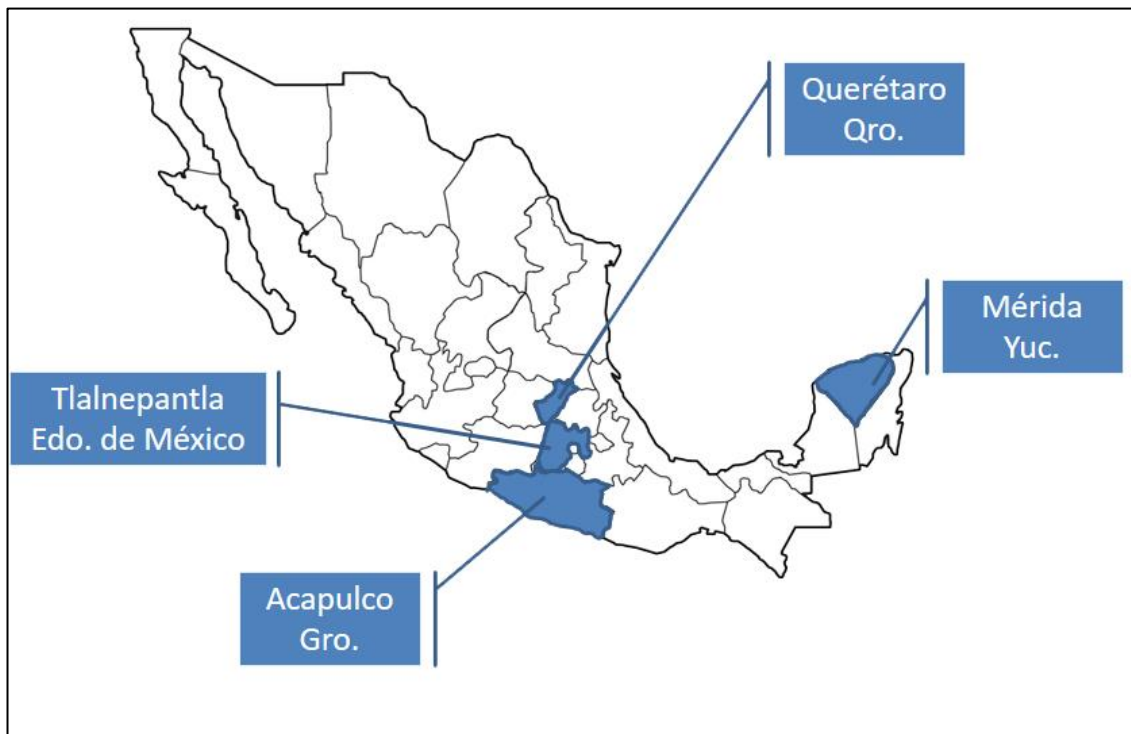 Querétaro
Qro.
Mérida
Yuc.
Tlalnepantla
Edo. de México
Acapulco
Gro.